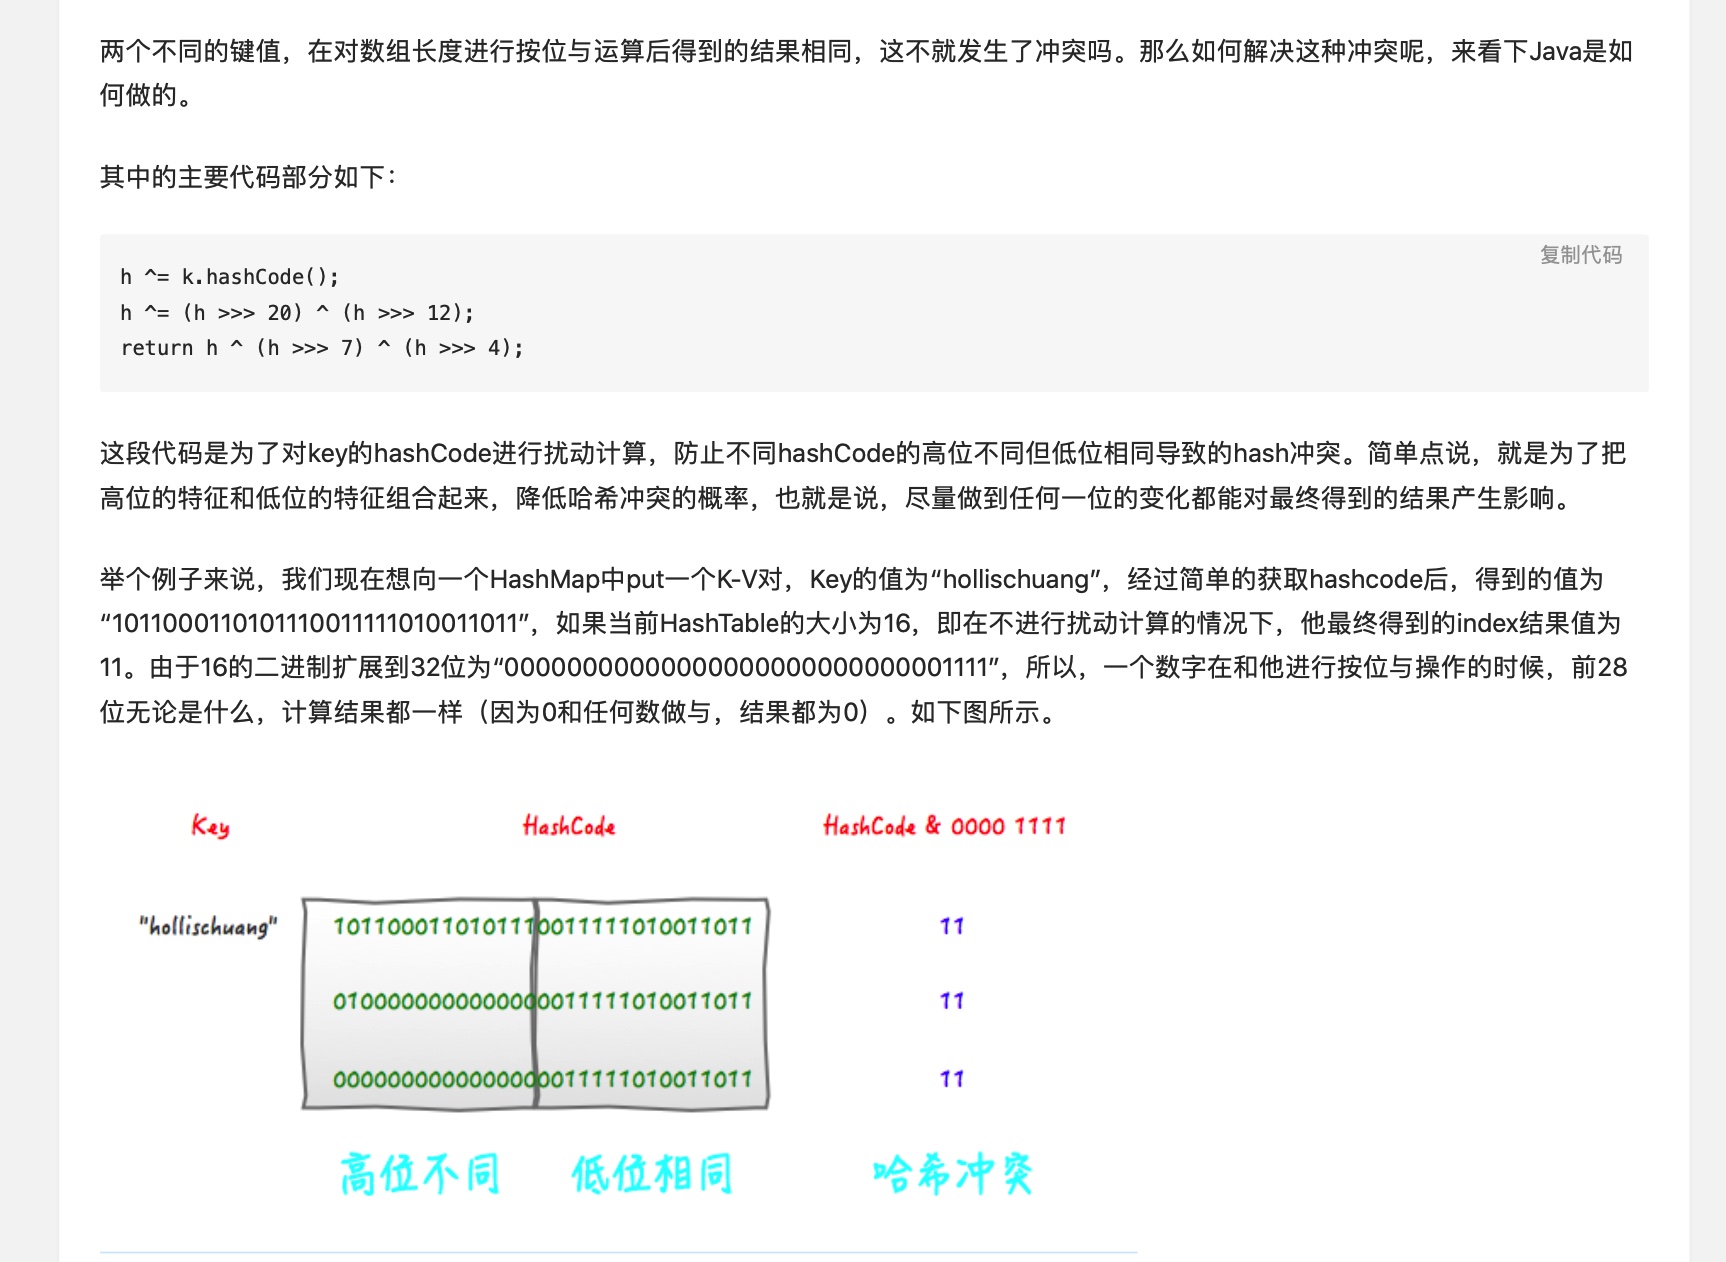 两个不同的键值，在对数组长度进行按位与运算后得到的结果相同，这不就发生了冲突吗。那么如何解决这种冲突呢，来看下Java是如
何做的。
其中的主要代码部分如下：
复制代码
h ^= k.hashCode();
h ^= (h >>> 20) ^ (h >>> 12);
return h ^ (h >>> 7) ^ (h >>> 4);
这段代码是为了对key的hashCode进行扰动计算，防止不同hashCode的高位不同但低位相同导致的hash冲突。简单点说，就是为了把
高位的特征和低位的特征组合起来，降低哈希冲突的概率，也就是说，尽量做到任何一位的变化都能对最终得到的结果产生影响。
举个例子来说，我们现在想向一个HashMap中put一个K-V对，Key的值为“hollischuang”，经过简单的获取hashcode后，得到的值为
“1011000110101110011111010011011”，如果当前HashTable的大小为16，即在不进行扰动计算的情况下，他最终得到的index结果值为
11。由于16的二进制扩展到32位为“00000000000000000000000000001111”，所以，一个数字在和他进行按位与操作的时候，前28
位无论是什么，计算结果都一样（因为0和任何数做与，结果都为0）。如下图所示。
Key HashCode HashCode & 0000 1111
"hollischuang" 1011000110101110011111010011011 11
0100000000000000011111010011011 11
0000000000000000011111010011011 11
高位不同 低位相同 哈希冲突